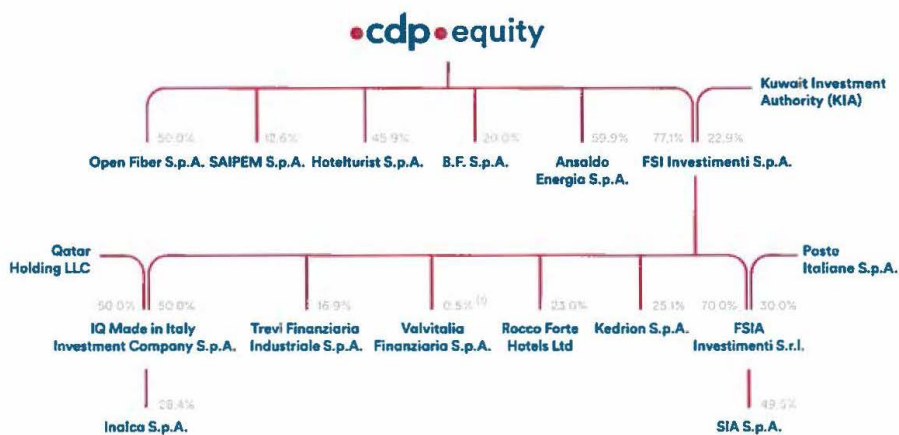 cdp equity
Kuwait Investment
Authority (KIA)
50.0% 12.6% 45.9% 20.0% 59.9% 77.1% 22.9%
Open Fiber S.p.A. SAIPEM S.p.A. Hotelturist S.p.A. B.F. S.p.A. Ansaldo FSI Investimenti S.p.A.
Energia S.p.A.
Qatar Poste
Holding LLC Italiane S.p.A.
50.0% 50.0% 16.9% 0.5% (1) 23.0% 25.1% 70.0% 30.0%
IQ Made in Italy Trevi Finanziaria Valvitalia Rocco Forte Kedrion S.p.A. FSIA
Investment Company S.p.A. Industriale S.p.A. Finanziaria S.p.A. Hotels Ltd Investimenti S.r.l.
28.4% 49.5%
Inalca S.p.A. SIA S.p.A.